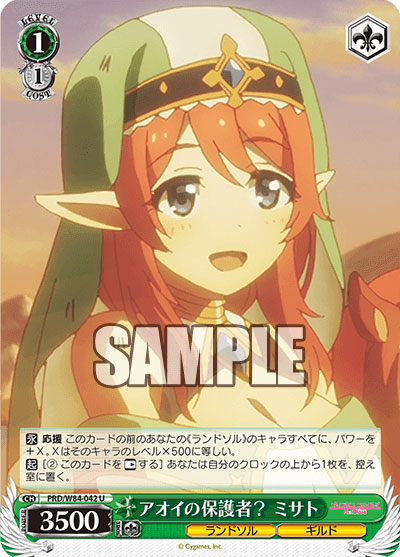 LEVEL
1
1
COST
SAMPLE
永 応援 このカードの前のあなたの《ランドソル》のキャラすべてに、パワーを
+X。Xはそのキャラのレベル×500に等しい。
起 [② このカードを する] あなたは自分のクロックの上から1枚を、控え
室に置く。
CH PRD/W84-042 U
アオイの保護者? ミサト
3500
ランドソル
ギルド
© Cygames, Inc.